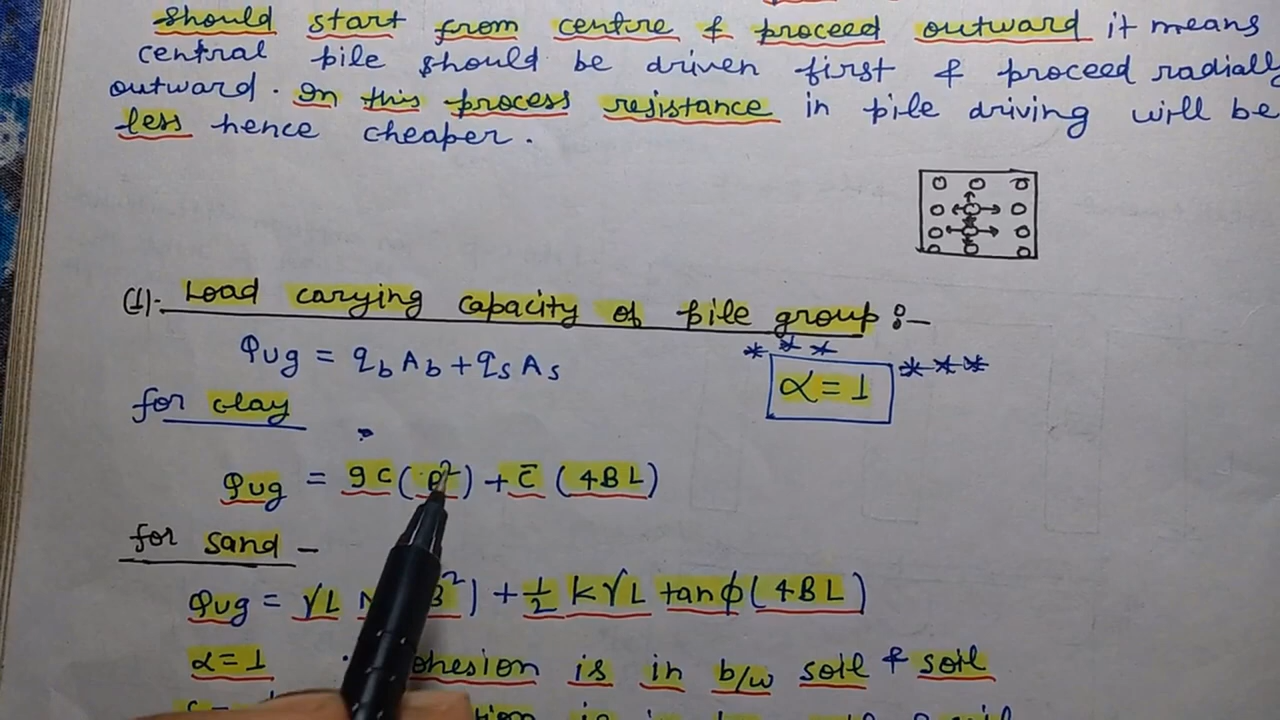 should start from centre & proceed outward it means
central pile should be driven first & proceed radially
outward. In this process resistance in pile driving will be
less hence cheaper.
(1)- Load carying capacity of pile group :-
Qug = qb Ab + qs As
*** α = 1 ***
for clay
Qug = 9c( B²) + c̄ (4BL)
for sand -
Qug = γL B²) + 1/2 KγL tanϕ (4BL)
α = 1 cohesion is in b/w soil & soil